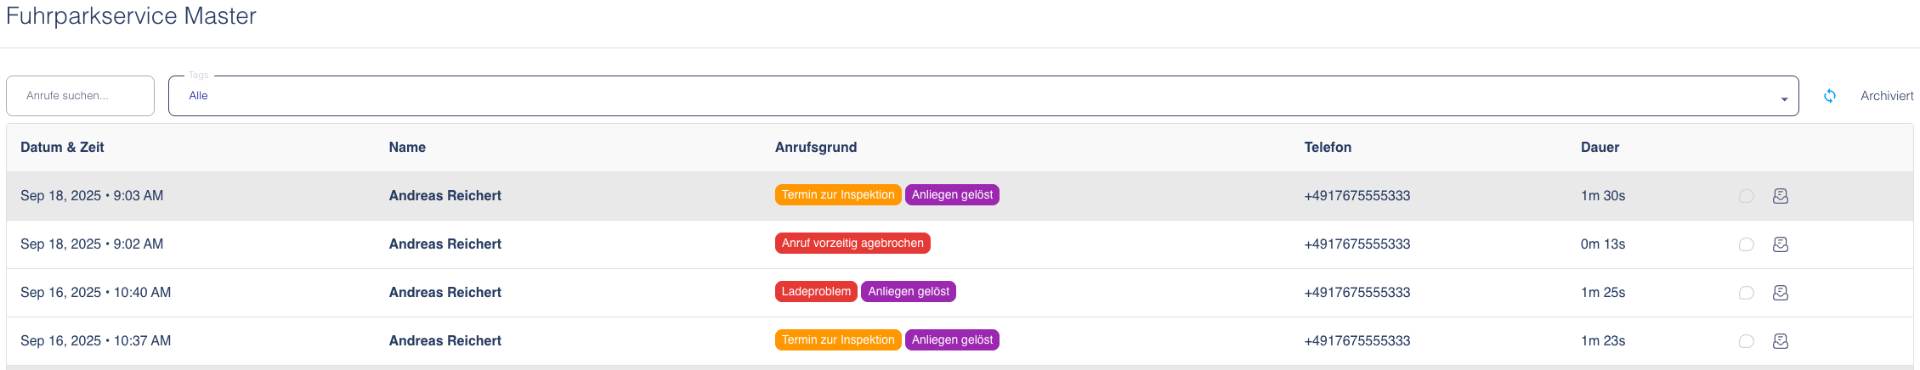 Fuhrparkservice Master
Tags
Anrufe suchen...
Alle
Archiviert
Datum & Zeit Name Anrufsgrund Telefon Dauer
Sep 18, 2025 • 9:03 AM Andreas Reichert Termin zur Inspektion Anliegen gelöst +4917675555333 1m 30s
Sep 18, 2025 • 9:02 AM Andreas Reichert Anruf vorzeitig agebrochen +4917675555333 0m 13s
Sep 16, 2025 • 10:40 AM Andreas Reichert Ladeproblem Anliegen gelöst +4917675555333 1m 25s
Sep 16, 2025 • 10:37 AM Andreas Reichert Termin zur Inspektion Anliegen gelöst +4917675555333 1m 23s